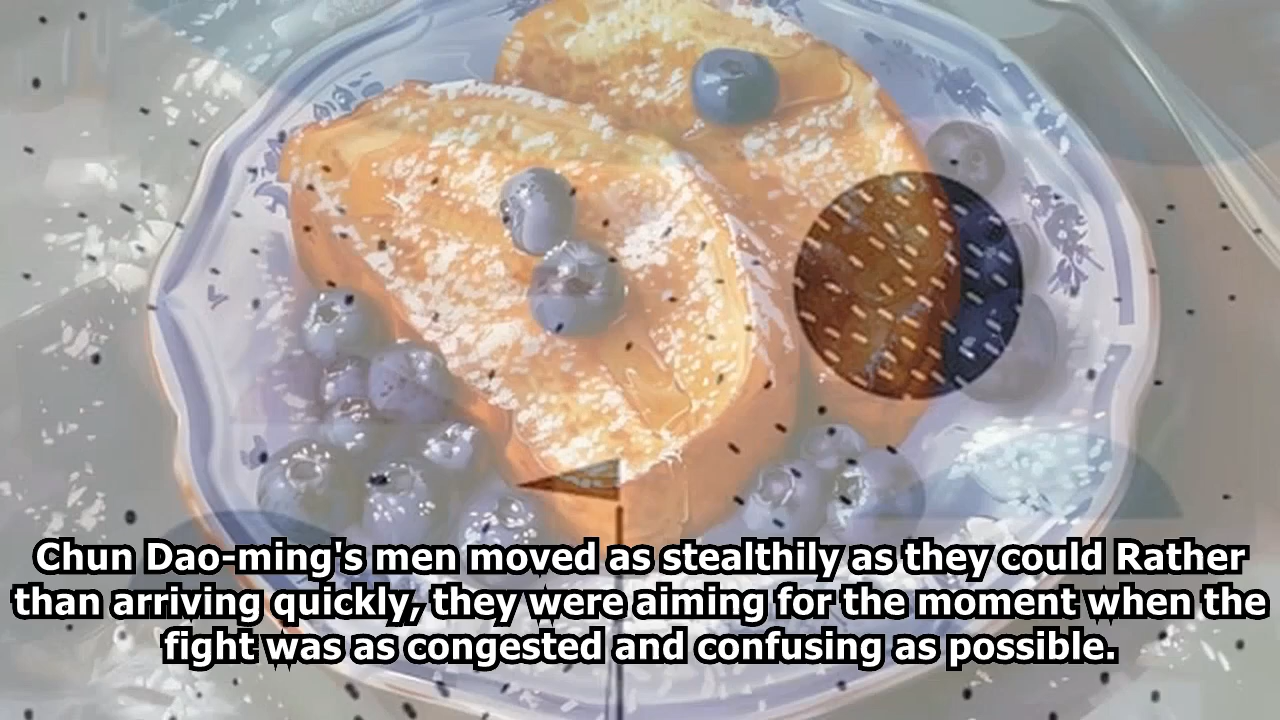 Chun Dao-ming's men moved as stealthily as they could Rather
than arriving quickly, they were aiming for the moment when the
fight was as congested and confusing as possible.